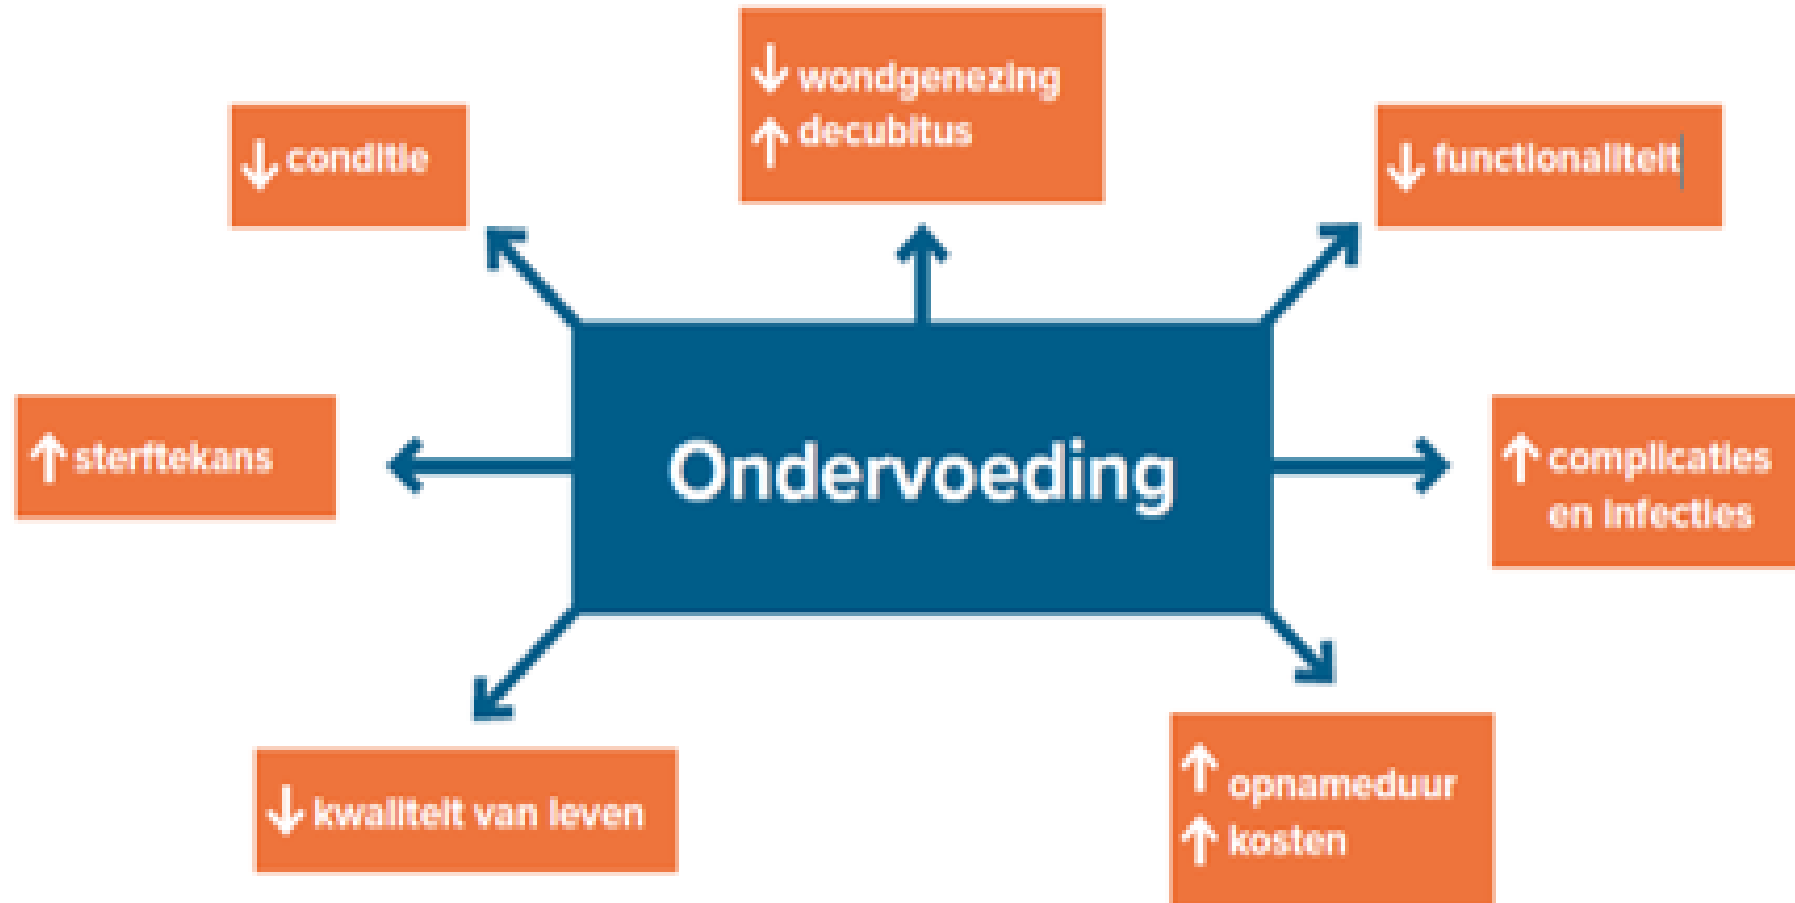 ↓ wondgenezing
↑ decubitus
↓ conditie
↓ functionaliteit
↑ sterftekans
Ondervoeding
↑ complicaties
en infecties
↓ kwaliteit van leven
↑ opnameduur
↑ kosten